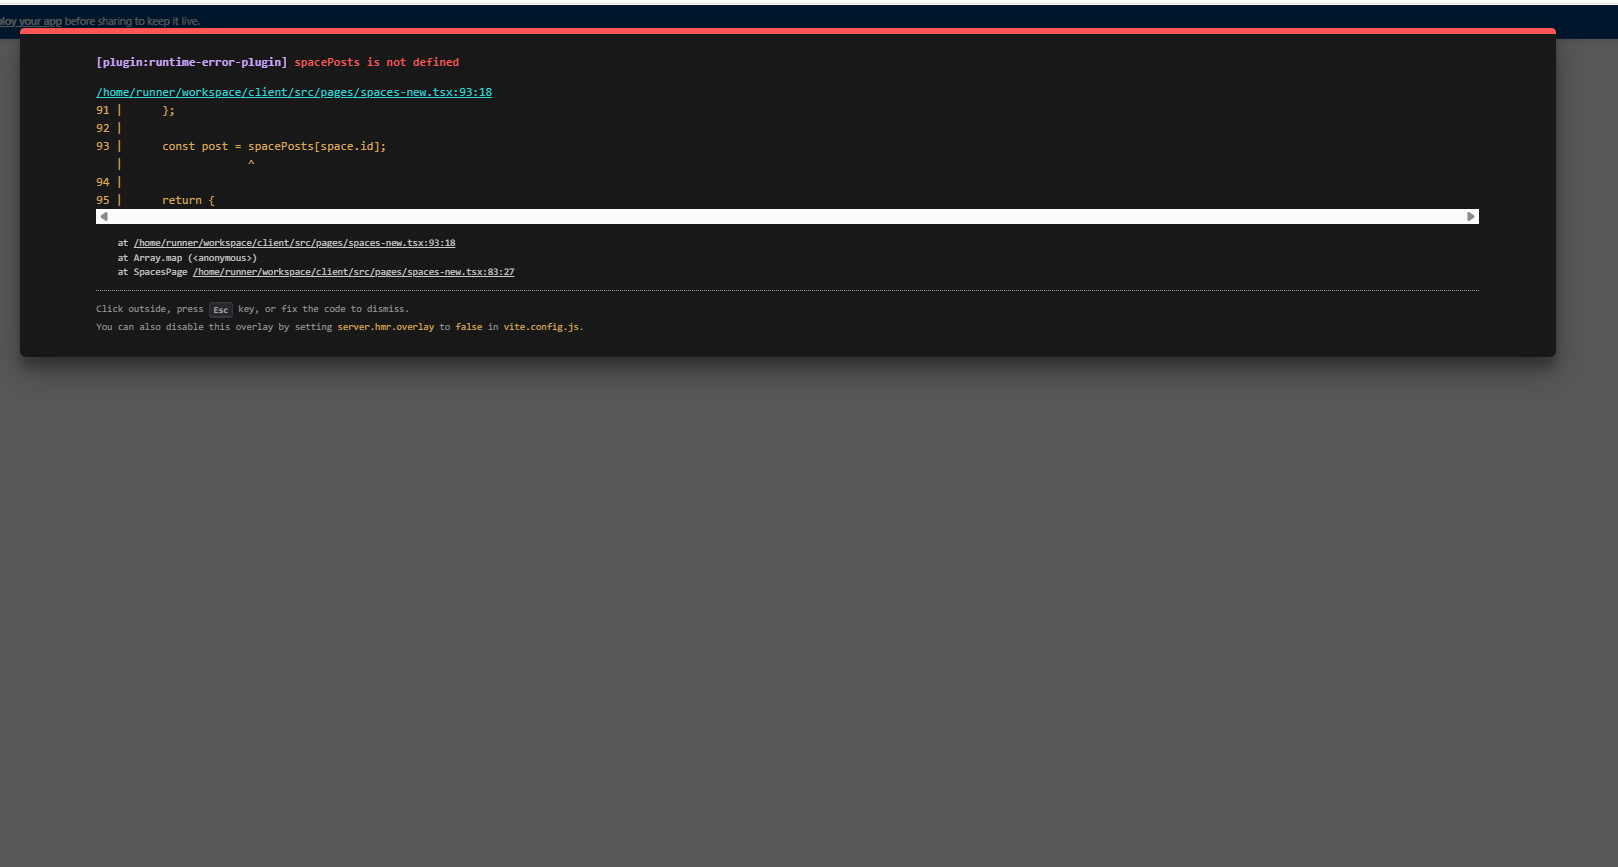 your app before sharing to keep it live.
[plugin:runtime-error-plugin] spacePosts is not defined
/home/runner/workspace/client/src/pages/spaces-new.tsx:93:18
91 |      };
92 |
93 |      const post = spacePosts[space.id];
   |                   ^
94 |
95 |      return {
at /home/runner/workspace/client/src/pages/spaces-new.tsx:93:18
at Array.map (<anonymous>)
at SpacesPage /home/runner/workspace/client/src/pages/spaces-new.tsx:83:27
Click outside, press Esc key, or fix the code to dismiss.
You can also disable this overlay by setting server.hmr.overlay to false in vite.config.js.